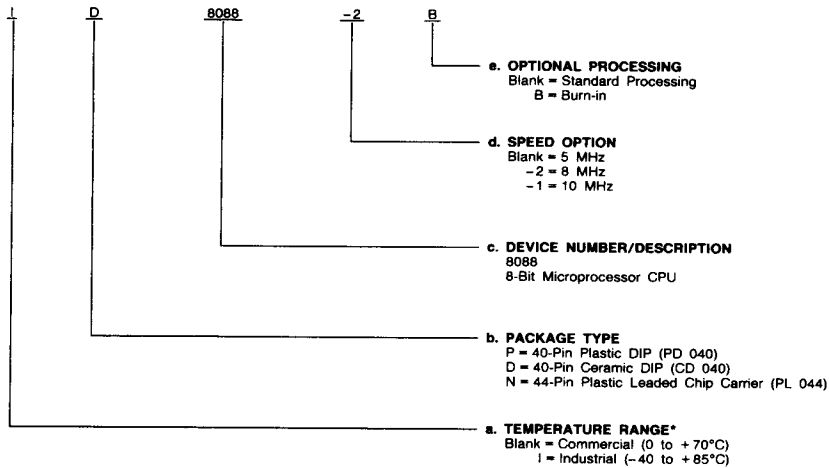 I D 8088 -2 B
e. OPTIONAL PROCESSING
Blank = Standard Processing
B = Burn-in
d. SPEED OPTION
Blank = 5 MHz
-2 = 8 MHz
-1 = 10 MHz
c. DEVICE NUMBER/DESCRIPTION
8088
8-Bit Microprocessor CPU
b. PACKAGE TYPE
P = 40-Pin Plastic DIP (PD 040)
D = 40-Pin Ceramic DIP (CD 040)
N = 44-Pin Plastic Leaded Chip Carrier (PL 044)
a. TEMPERATURE RANGE*
Blank = Commercial (0 to +70°C)
I = Industrial (-40 to +85°C)